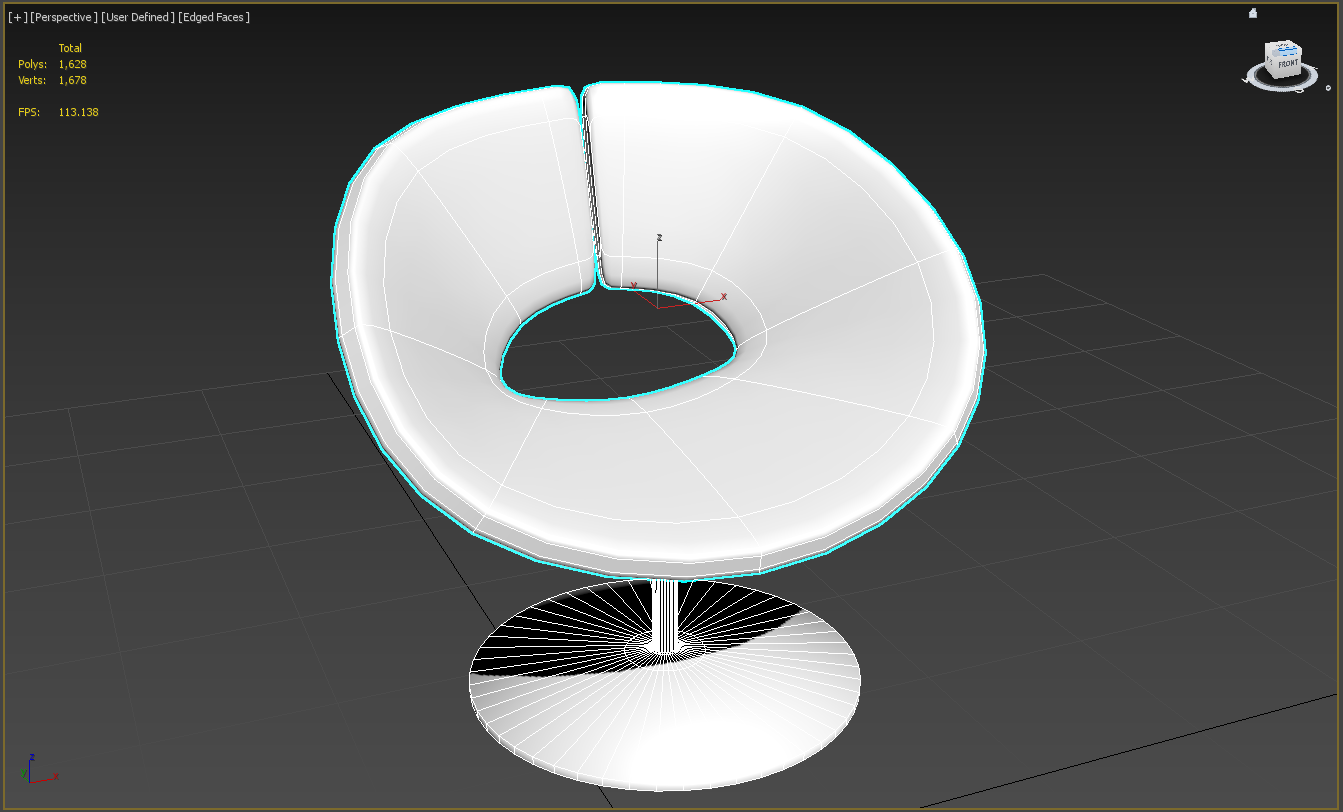 [+] [Perspective] [User Defined] [Edged Faces]
Total
Polys: 1,628
Verts: 1,678
FPS: 113.138
FRONT
z
x
z
y
x